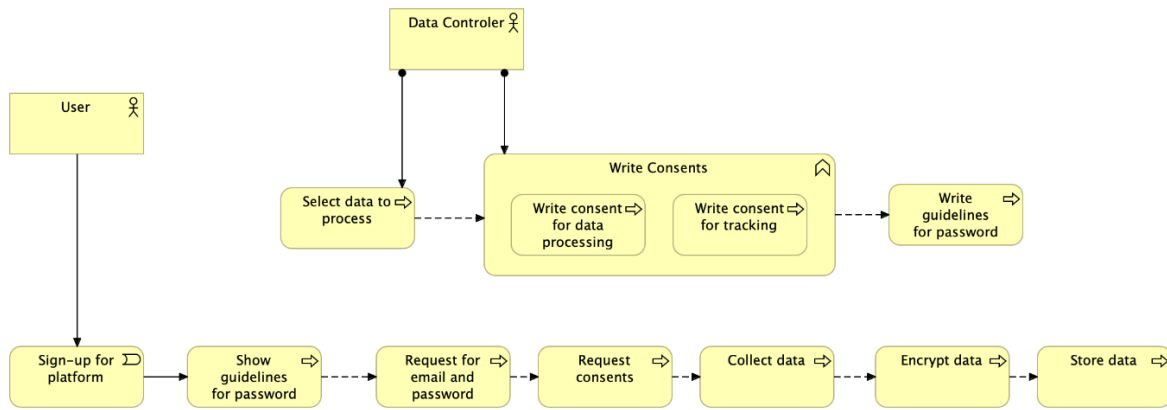 Data Controler
User
Write Consents
Select data to
process
Write consent
for data
processing
Write consent
for tracking
Write
guidelines
for password
Sign-up for
platform
Show
guidelines
for password
Request for
email and
password
Request
consents
Collect data
Encrypt data
Store data